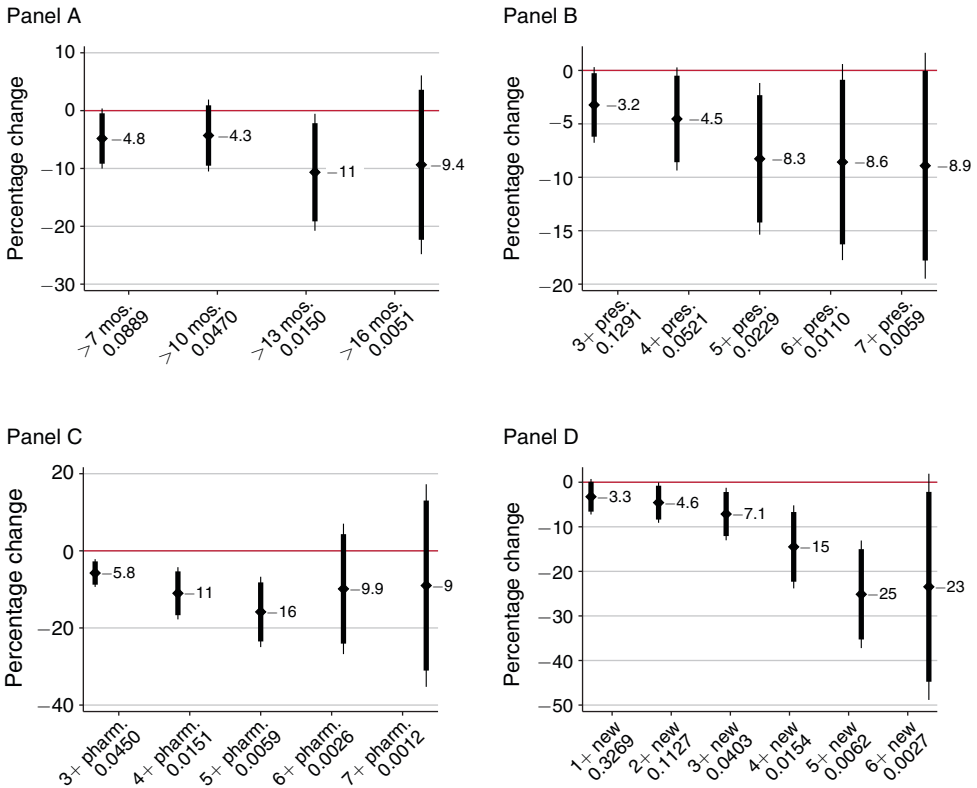 Panel A
Percentage change
10
0
−10
−20
−30
−4.8
−4.3
−11
−9.4
>7 mos.
0.0889
>10 mos.
0.0470
>13 mos.
0.0150
>16 mos.
0.0051
Panel B
Percentage change
0
−5
−10
−15
−20
−3.2
−4.5
−8.3
−8.6
−8.9
3+ pres.
0.1291
4+ pres.
0.0521
5+ pres.
0.0229
6+ pres.
0.0110
7+ pres.
0.0059
Panel C
Percentage change
20
0
−20
−40
−5.8
−11
−16
−9.9
−9
3+ pharm.
0.0450
4+ pharm.
0.0151
5+ pharm.
0.0059
6+ pharm.
0.0026
7+ pharm.
0.0012
Panel D
Percentage change
0
−10
−20
−30
−40
−50
−3.3
−4.6
−7.1
−15
−25
−23
1+ new
0.3269
2+ new
0.1127
3+ new
0.0403
4+ new
0.0154
5+ new
0.0062
6+ new
0.0027